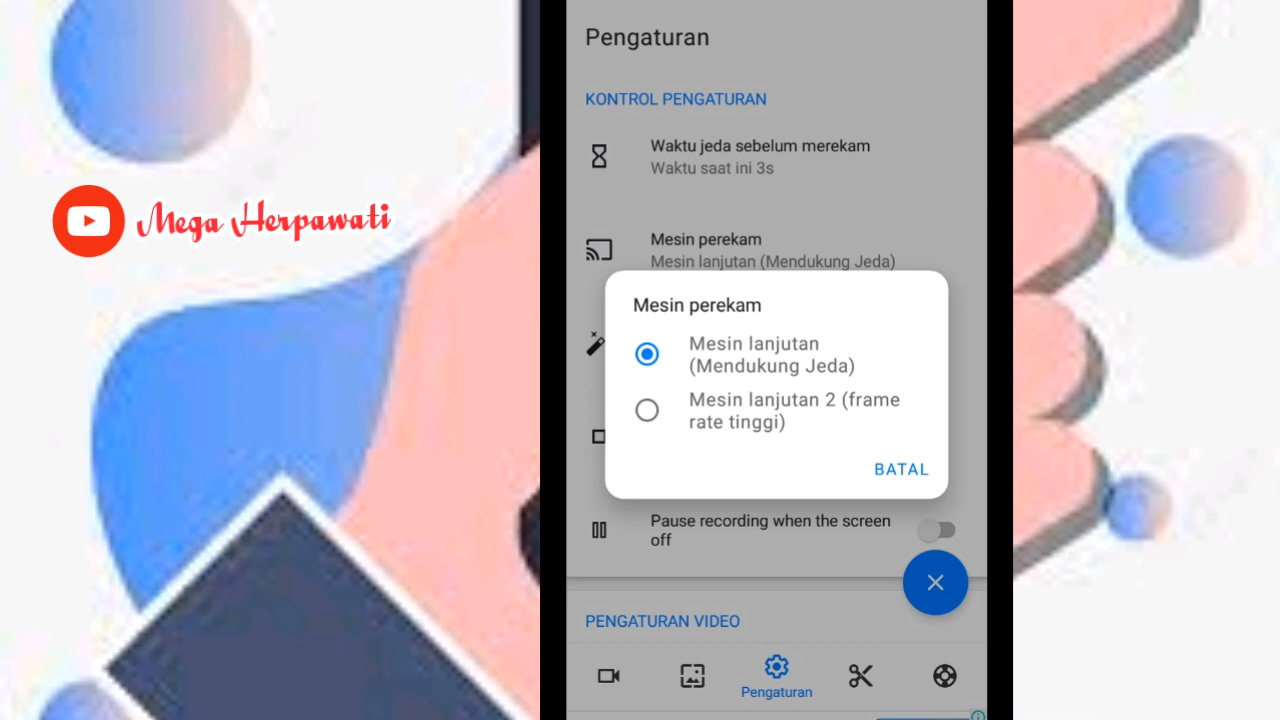 Mega Herpawati
Pengaturan
KONTROL PENGATURAN
Waktu jeda sebelum merekam
Waktu saat ini 3s
Mesin perekam
Mesin lanjutan (Mendukung Jeda)
Mesin perekam
Mesin lanjutan
(Mendukung Jeda)
Mesin lanjutan 2 (frame
rate tinggi)
BATAL
Pause recording when the screen
off
PENGATURAN VIDEO
Pengaturan